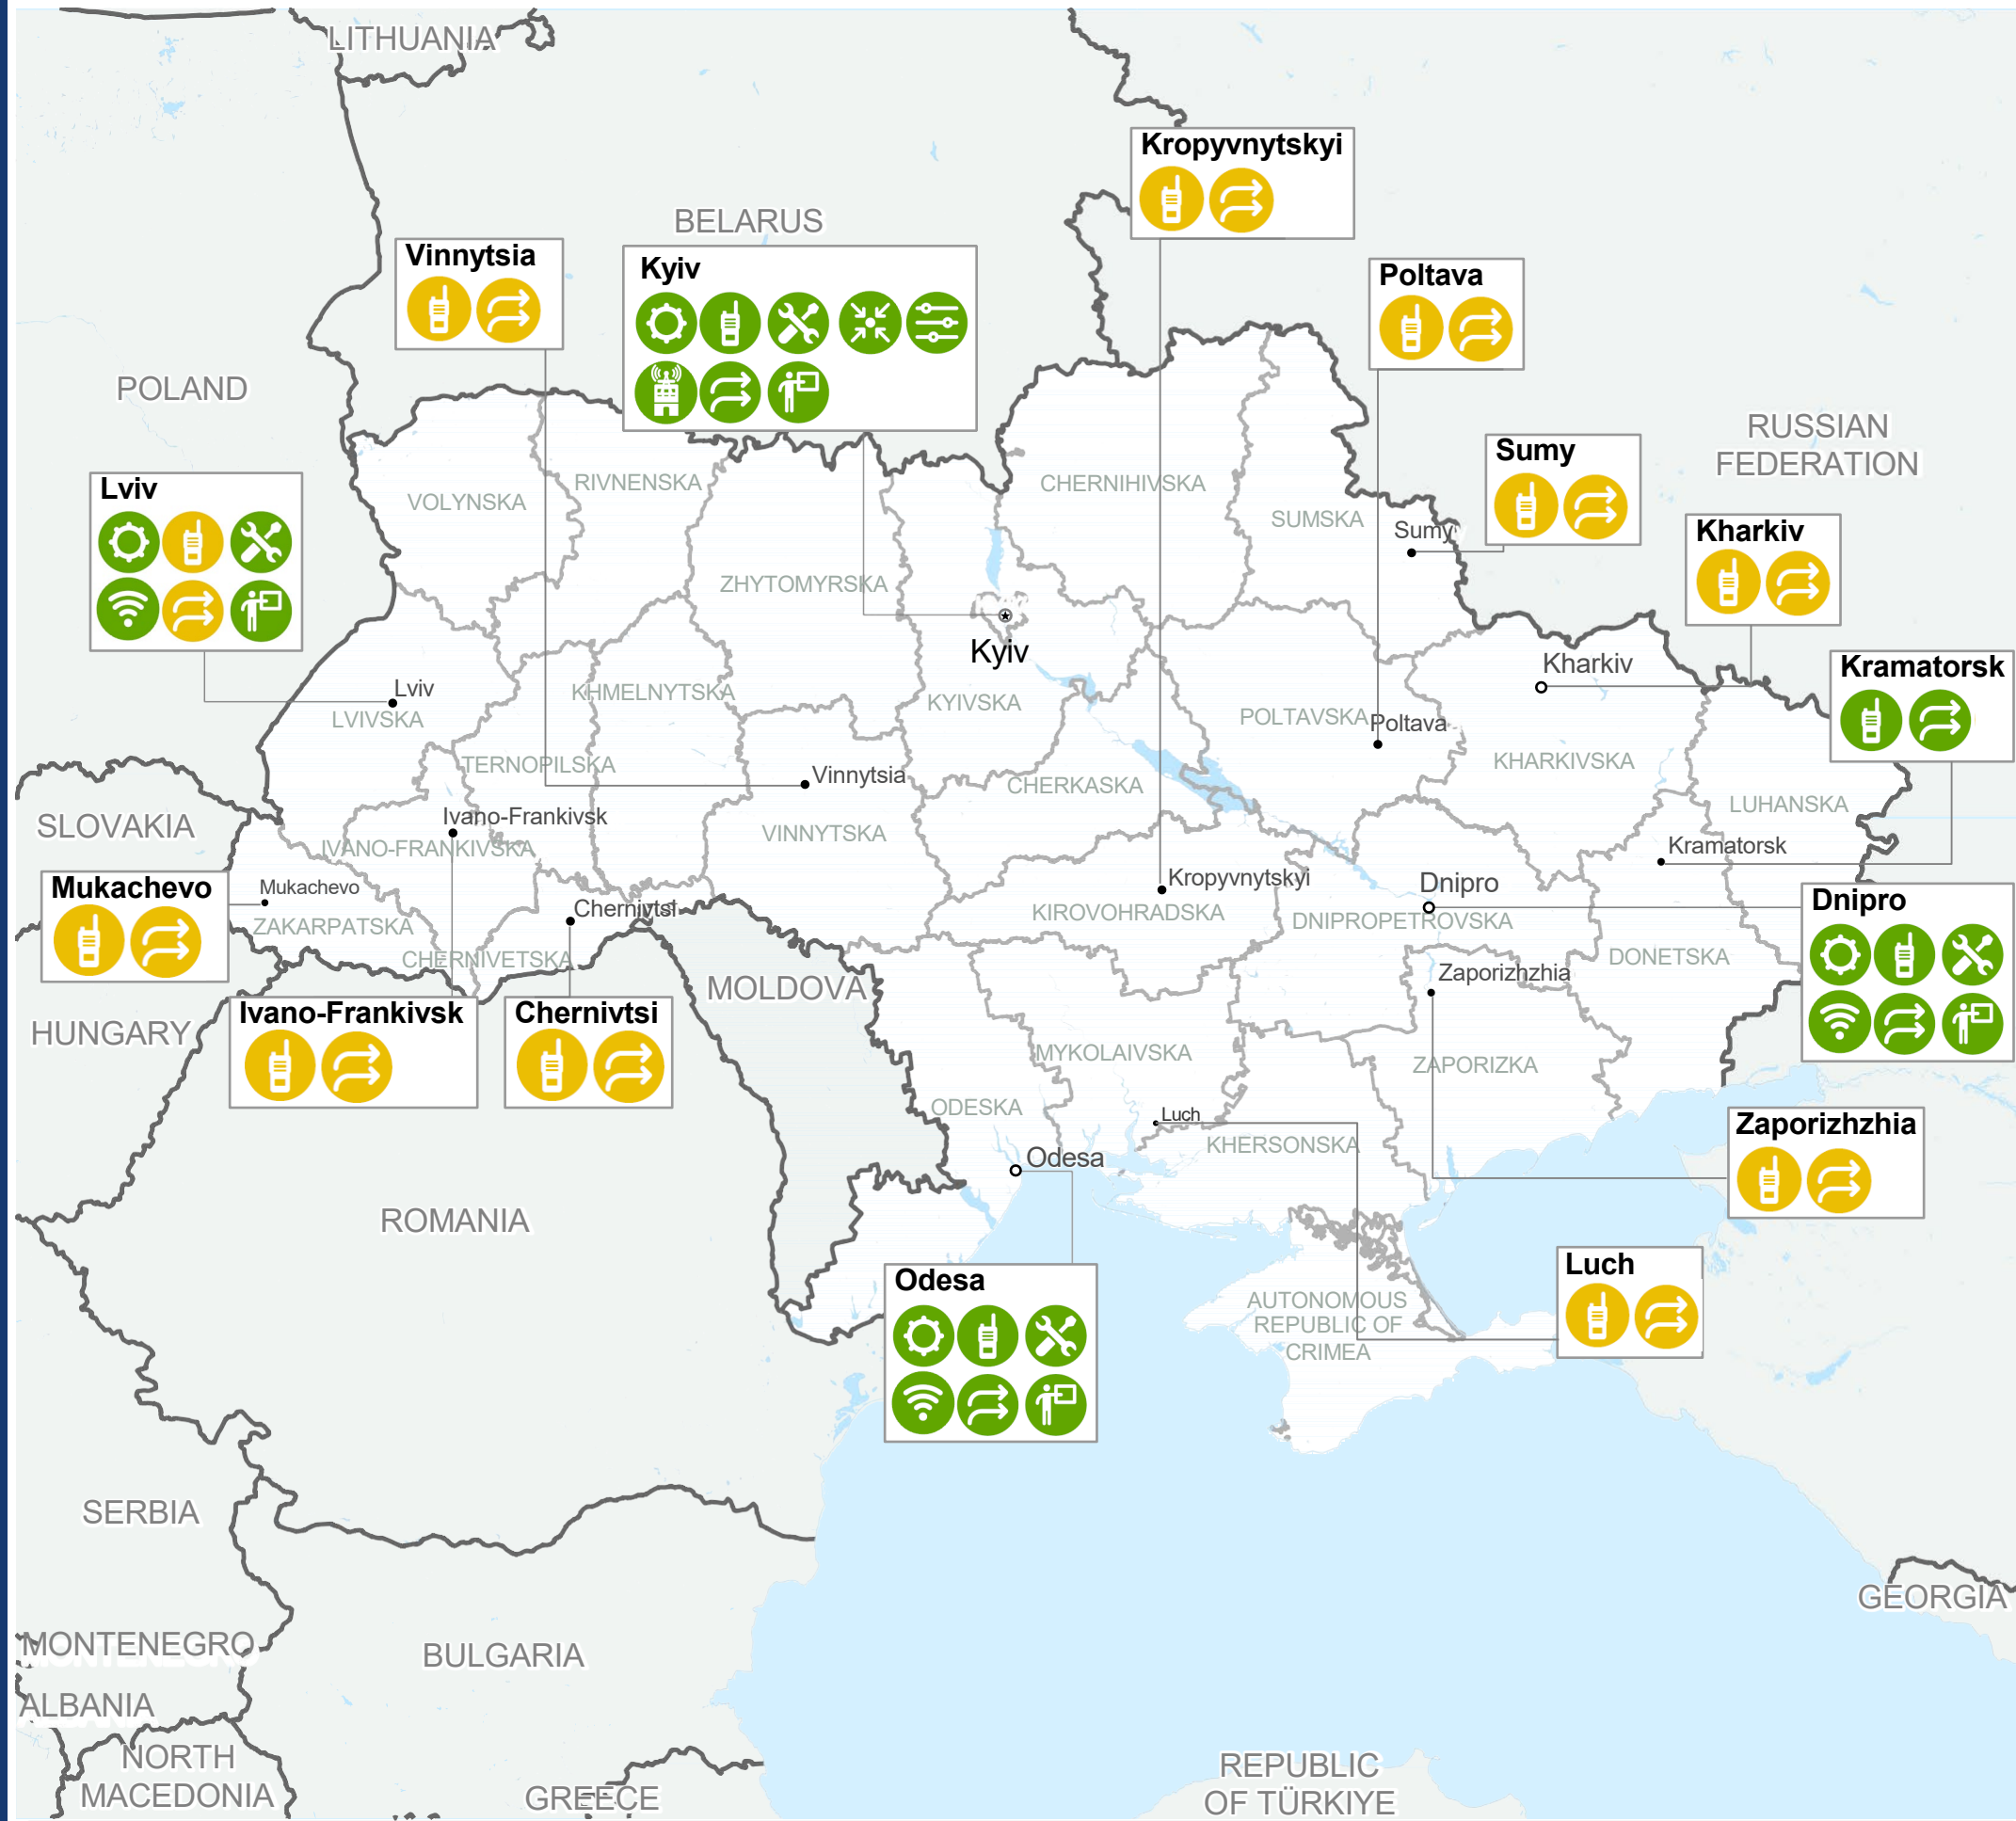 LITHUANIA
Kropyvnytskyi
BELARUS
Vinnytsia
Kyiv
Poltava
POLAND
RUSSIAN
FEDERATION
Sumy
Lviv
VOLYNSKA
RIVNENSKA
CHERNIHIVSKA
SUMSKA
Sumy
Kharkiv
ZHYTOMYRSKA
Kyiv
Kharkiv
Kramatorsk
Lviv
LVIVSKA
KHMELNYTSKA
KYIVSKA
POLTAVSKA
Poltava
TERNOPILSKA
Vinnytsia
CHERKASKA
KHARKIVSKA
LUHANSKA
SLOVAKIA
Ivano-Frankivsk
IVANO-FRANKIVSKA
VINNYTSKA
Kramatorsk
Mukachevo
Mukachevo
ZAKARPATSKA
Chernivtsi
Kropyvnytskyi
KIROVOHRADSKA
Dnipro
DNIPROPETROVSKA
Dnipro
CHERNIVETSKA
MOLDOVA
Zaporizhzhia
DONETSKA
HUNGARY
Ivano-Frankivsk
Chernivtsi
MYKOLAIVSKA
ZAPORIZKA
ODESKA
Luch
KHERSONSKA
Zaporizhzhia
Odesa
ROMANIA
Odesa
Luch
AUTONOMOUS
REPUBLIC OF
CRIMEA
SERBIA
GEORGIA
MONTENEGRO
BULGARIA
ALBANIA
NORTH
MACEDONIA
GREECE
REPUBLIC
OF TÜRKIYE